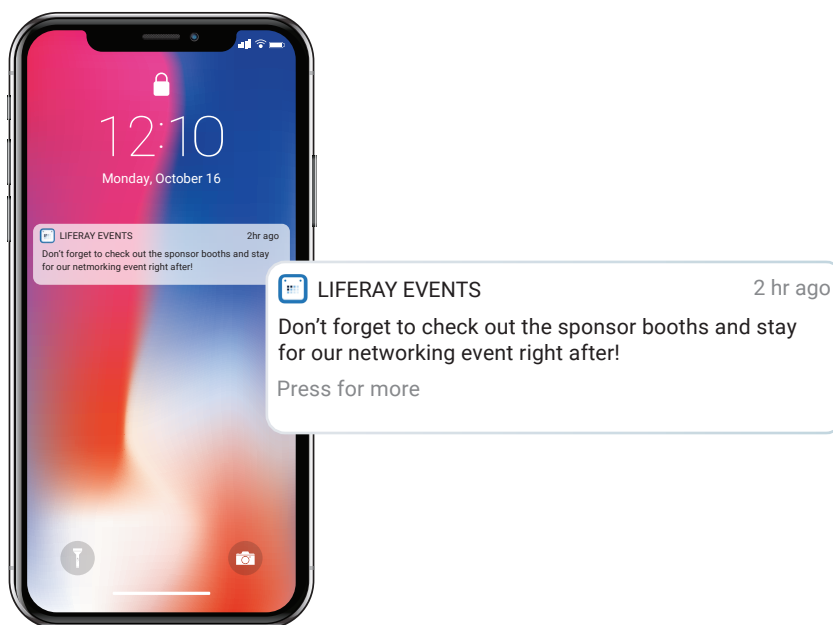 12:10
Monday, October 16
LIFERAY EVENTS 2hr ago
Don't forget to check out the sponsor booths and stay
for our netmorking event right after!
LIFERAY EVENTS 2 hr ago
Don't forget to check out the sponsor booths and stay
for our networking event right after!
Press for more